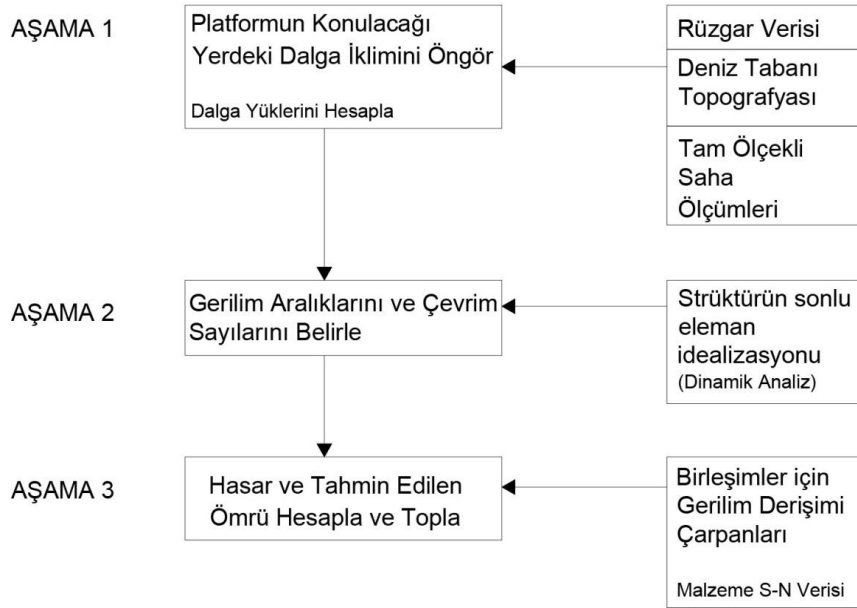 AŞAMA 1
Platformun Konulacağı
Yerdeki Dalga İklimini Öngör
Dalga Yüklerini Hesapla
Rüzgar Verisi
Deniz Tabanı
Topografyası
Tam Ölçekli
Saha
Ölçümleri
AŞAMA 2
Gerilim Aralıklarını ve Çevrim
Sayılarını Belirle
Strüktürün sonlu
eleman
idealizasyonu
(Dinamik Analiz)
AŞAMA 3
Hasar ve Tahmin Edilen
Ömrü Hesapla ve Topla
Birleşimler için
Gerilim Derişimi
Çarpanları
Malzeme S-N Verisi